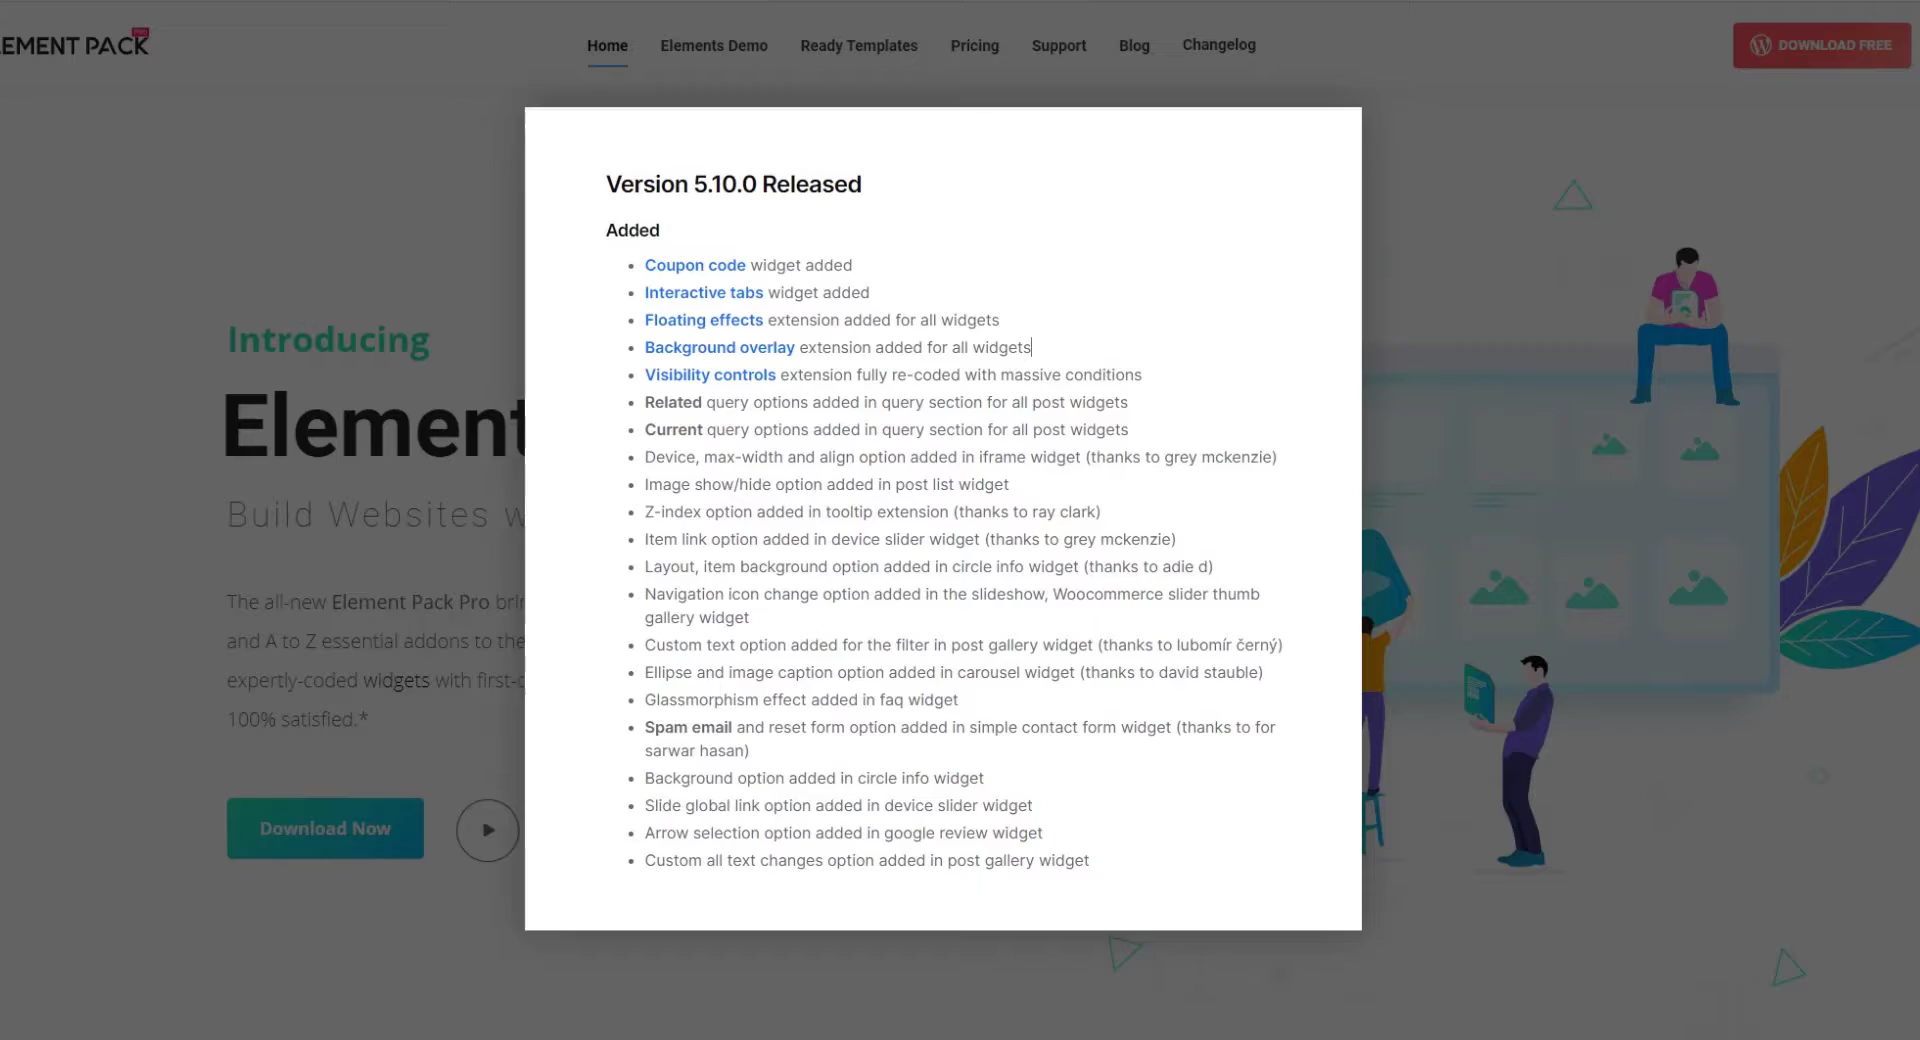 LEMENT PACK
PRO
Home
Elements Demo
Ready Templates
Pricing
Support
Blog
Changelog
DOWNLOAD FREE
Introducing
Element
Build Websites w
The all-new Element Pack Pro brin
and A to Z essential addons to the
expertly-coded widgets with first-c
100% satisfied.*
Download Now
Version 5.10.0 Released
Added
• Coupon code widget added
• Interactive tabs widget added
• Floating effects extension added for all widgets
• Background overlay extension added for all widgets
• Visibility controls extension fully re-coded with massive conditions
• Related query options added in query section for all post widgets
• Current query options added in query section for all post widgets
• Device, max-width and align option added in iframe widget (thanks to grey mckenzie)
• Image show/hide option added in post list widget
• Z-index option added in tooltip extension (thanks to ray clark)
• Item link option added in device slider widget (thanks to grey mckenzie)
• Layout, item background option added in circle info widget (thanks to adie d)
• Navigation icon change option added in the slideshow, Woocommerce slider thumb
gallery widget
• Custom text option added for the filter in post gallery widget (thanks to lubomír černý)
• Ellipse and image caption option added in carousel widget (thanks to david stauble)
• Glassmorphism effect added in faq widget
• Spam email and reset form option added in simple contact form widget (thanks to for
sarwar hasan)
• Background option added in circle info widget
• Slide global link option added in device slider widget
• Arrow selection option added in google review widget
• Custom all text changes option added in post gallery widget